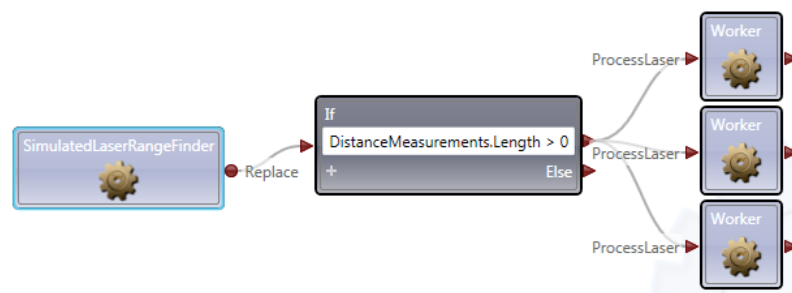 Worker
ProcessLaser
If
SimulatedLaserRangeFinder
DistanceMeasurements.Length > 0
Replace
+
Else
Worker
ProcessLaser
Worker
ProcessLaser